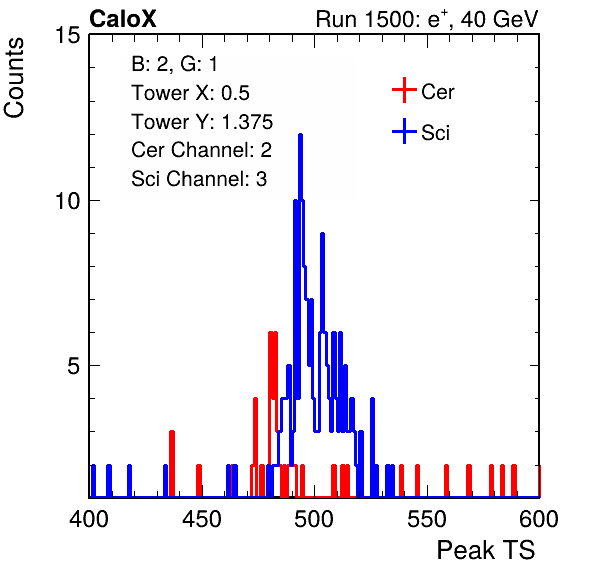 CaloX Run 1500: e⁺, 40 GeV
15
Counts
B: 2, G: 1
Tower X: 0.5
Tower Y: 1.375
Cer Channel: 2
Sci Channel: 3
Cer
Sci
10
5
400 450 500 550 600
Peak TS